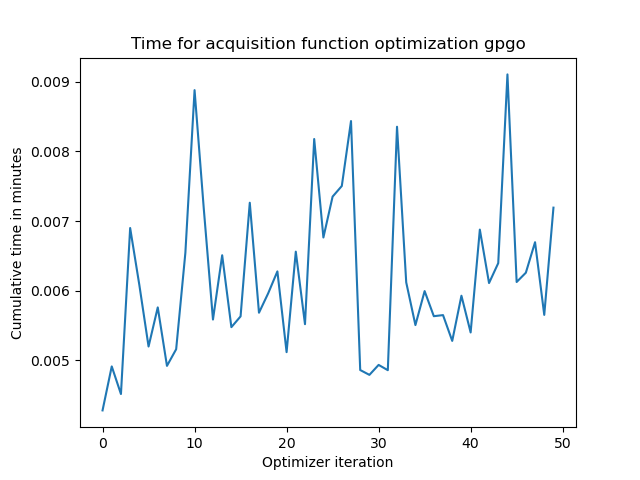 Time for acquisition function optimization gpgo
0.009
0.008
0.007
0.006
0.005
Cumulative time in minutes
0 10 20 30 40 50
Optimizer iteration